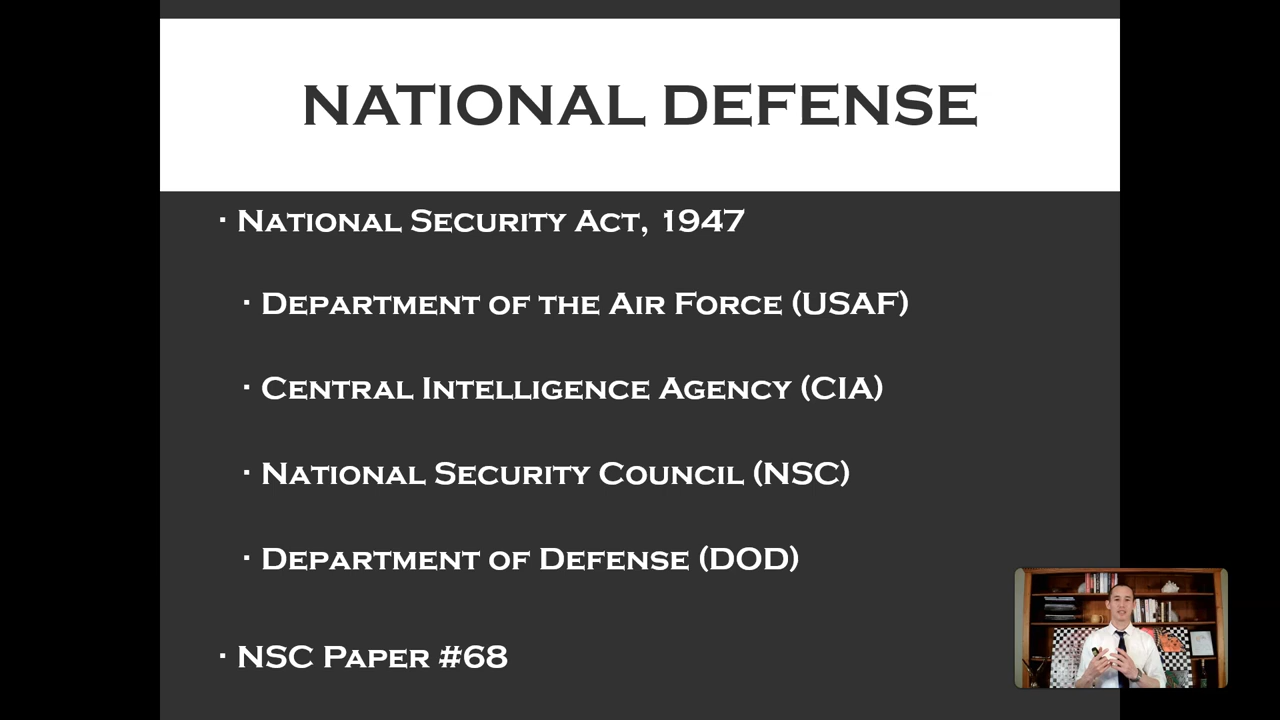 NATIONAL DEFENSE
· National Security Act, 1947
· Department of the Air Force (USAF)
· Central Intelligence Agency (CIA)
· National Security Council (NSC)
· Department of Defense (DOD)
· NSC Paper #68